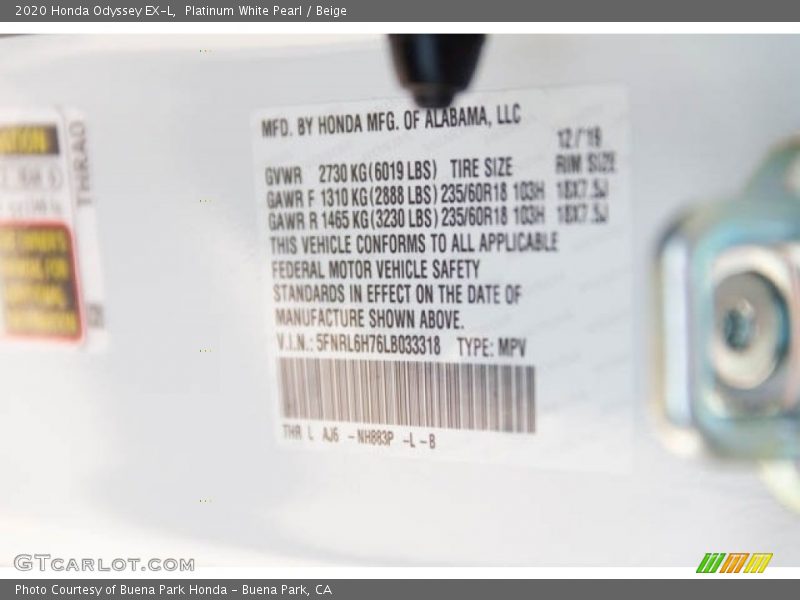 2020 Honda Odyssey EX-L, Platinum White Pearl / Beige
MFD. BY HONDA MFG. OF ALABAMA, LLC
12/19
GVWR 2730 KG(6019 LBS) TIRE SIZE RIM SIZE
GAWR F 1310 KG(2888 LBS) 235/60R18 103H 18X7.5J
GAWR R 1465 KG(3230 LBS) 235/60R18 103H 18X7.5J
THIS VEHICLE CONFORMS TO ALL APPLICABLE
FEDERAL MOTOR VEHICLE SAFETY
STANDARDS IN EFFECT ON THE DATE OF
MANUFACTURE SHOWN ABOVE.
V.I.N.: 5FNRL6H76LB033318 TYPE: MPV
THR L AJ6 -NH883P -L-B
THRAD
GTCARLOT.COM
Photo Courtesy of Buena Park Honda - Buena Park, CA